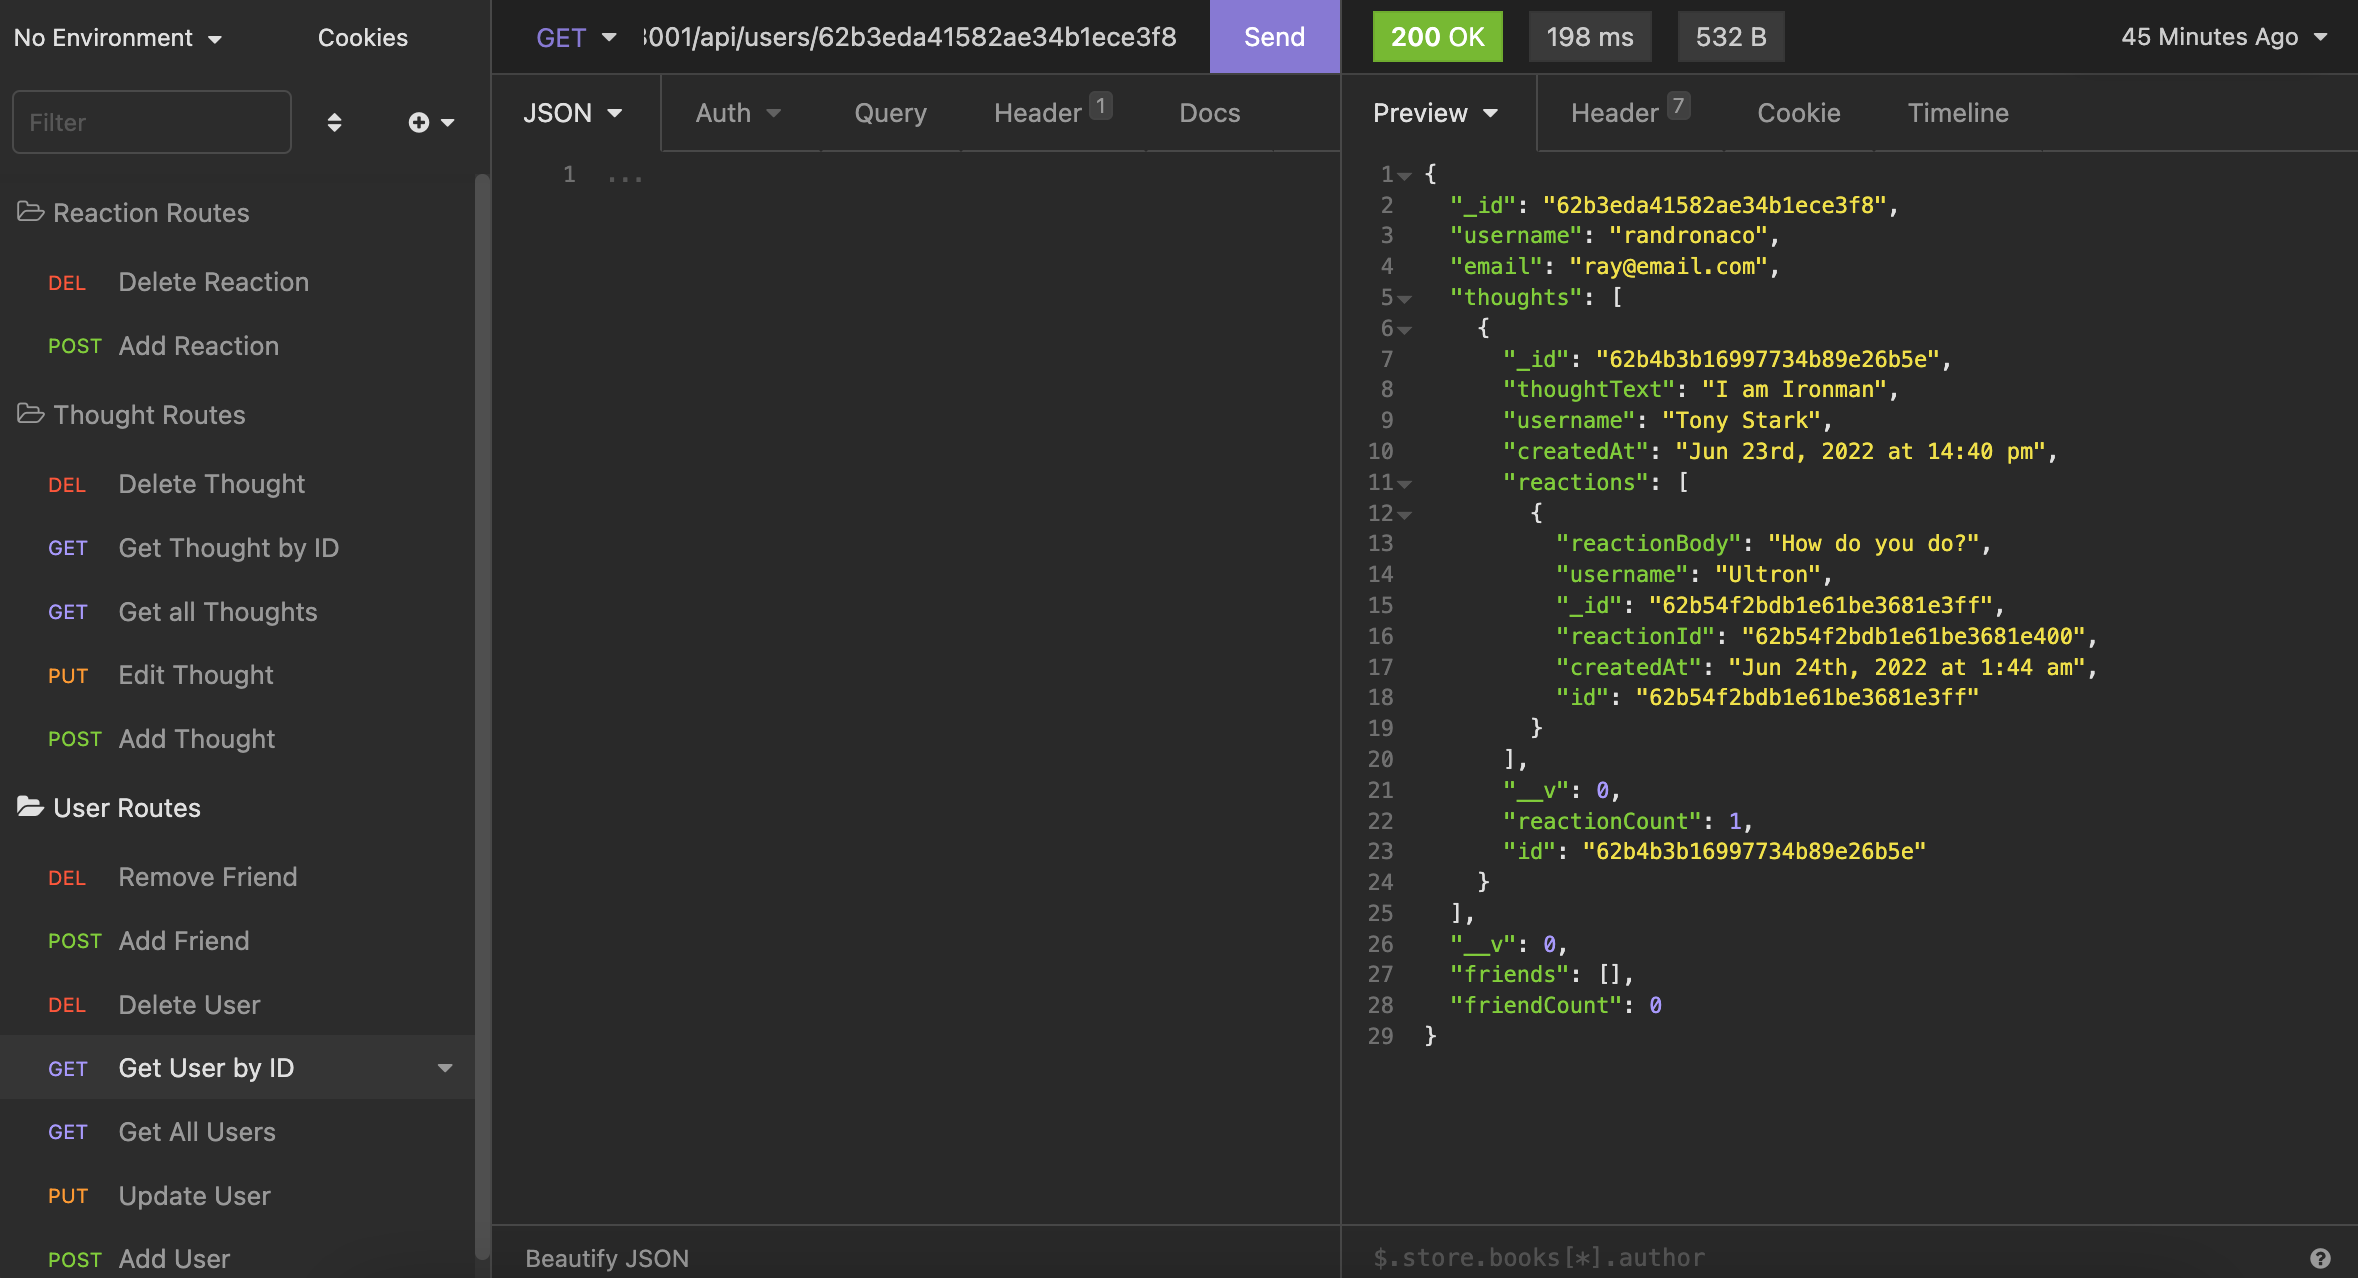 No Environment
Cookies
Filter
Reaction Routes
DEL Delete Reaction
POST Add Reaction
Thought Routes
DEL Delete Thought
GET Get Thought by ID
GET Get all Thoughts
PUT Edit Thought
POST Add Thought
User Routes
DEL Remove Friend
POST Add Friend
DEL Delete User
GET Get User by ID
GET Get All Users
PUT Update User
POST Add User
GET 001/api/users/62b3eda41582ae34b1ece3f8 Send
JSON Auth Query Header 1 Docs
1 ...
Beautify JSON
200 OK 198 ms 532 B 45 Minutes Ago
Preview Header 7 Cookie Timeline
1 {
2 "_id": "62b3eda41582ae34b1ece3f8",
3 "username": "randronaco",
4 "email": "ray@email.com",
5 "thoughts": [
6 {
7 "_id": "62b4b3b16997734b89e26b5e",
8 "thoughtText": "I am Ironman",
9 "username": "Tony Stark",
10 "createdAt": "Jun 23rd, 2022 at 14:40 pm",
11 "reactions": [
12 {
13 "reactionBody": "How do you do?",
14 "username": "Ultron",
15 "_id": "62b54f2bdb1e61be3681e3ff",
16 "reactionId": "62b54f2bdb1e61be3681e400",
17 "createdAt": "Jun 24th, 2022 at 1:44 am",
18 "id": "62b54f2bdb1e61be3681e3ff"
19 }
20 ],
21 "__v": 0,
22 "reactionCount": 1,
23 "id": "62b4b3b16997734b89e26b5e"
24 }
25 ],
26 "__v": 0,
27 "friends": [],
28 "friendCount": 0
29 }
$.store.books[*].author